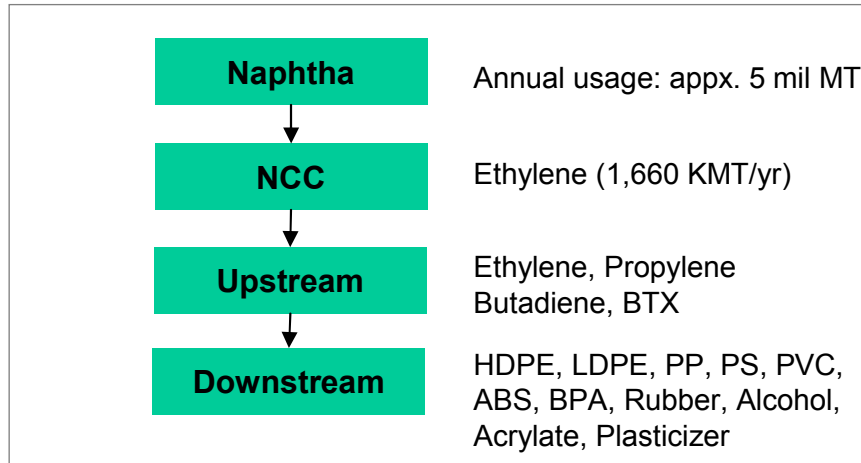 Naphtha
Annual usage: appx. 5 mil MT
NCC
Ethylene (1,660 KMT/yr)
Upstream
Ethylene, Propylene
Butadiene, BTX
Downstream
HDPE, LDPE, PP, PS, PVC,
ABS, BPA, Rubber, Alcohol,
Acrylate, Plasticizer